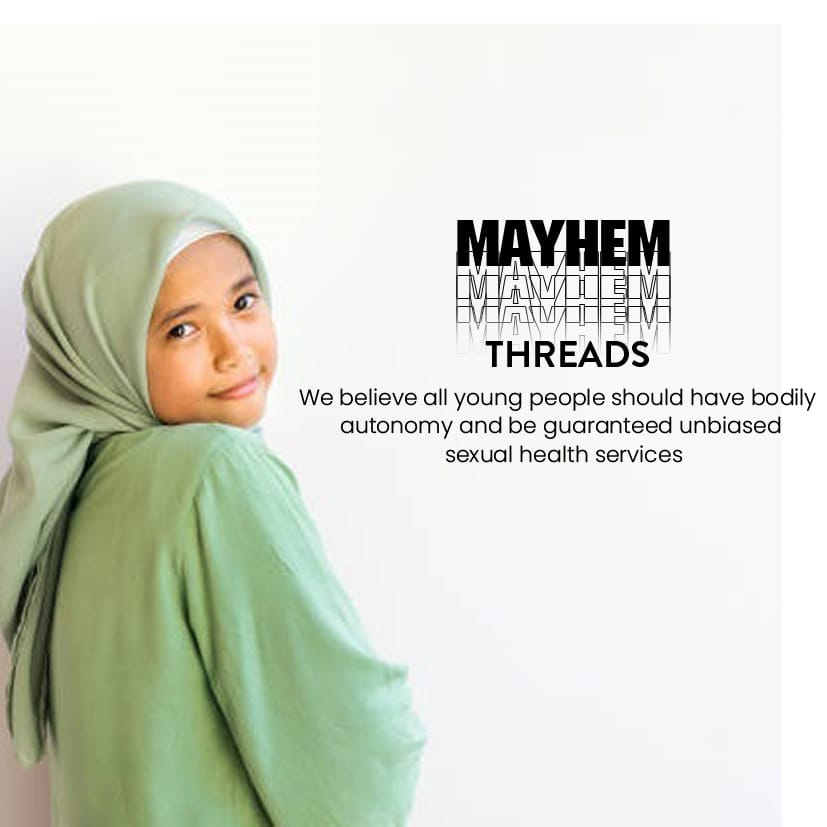 MAYHEM
MAYHEM
MAYHEM
MAYHEM
THREADS
We believe all young people should have bodily
autonomy and be guaranteed unbiased
sexual health services